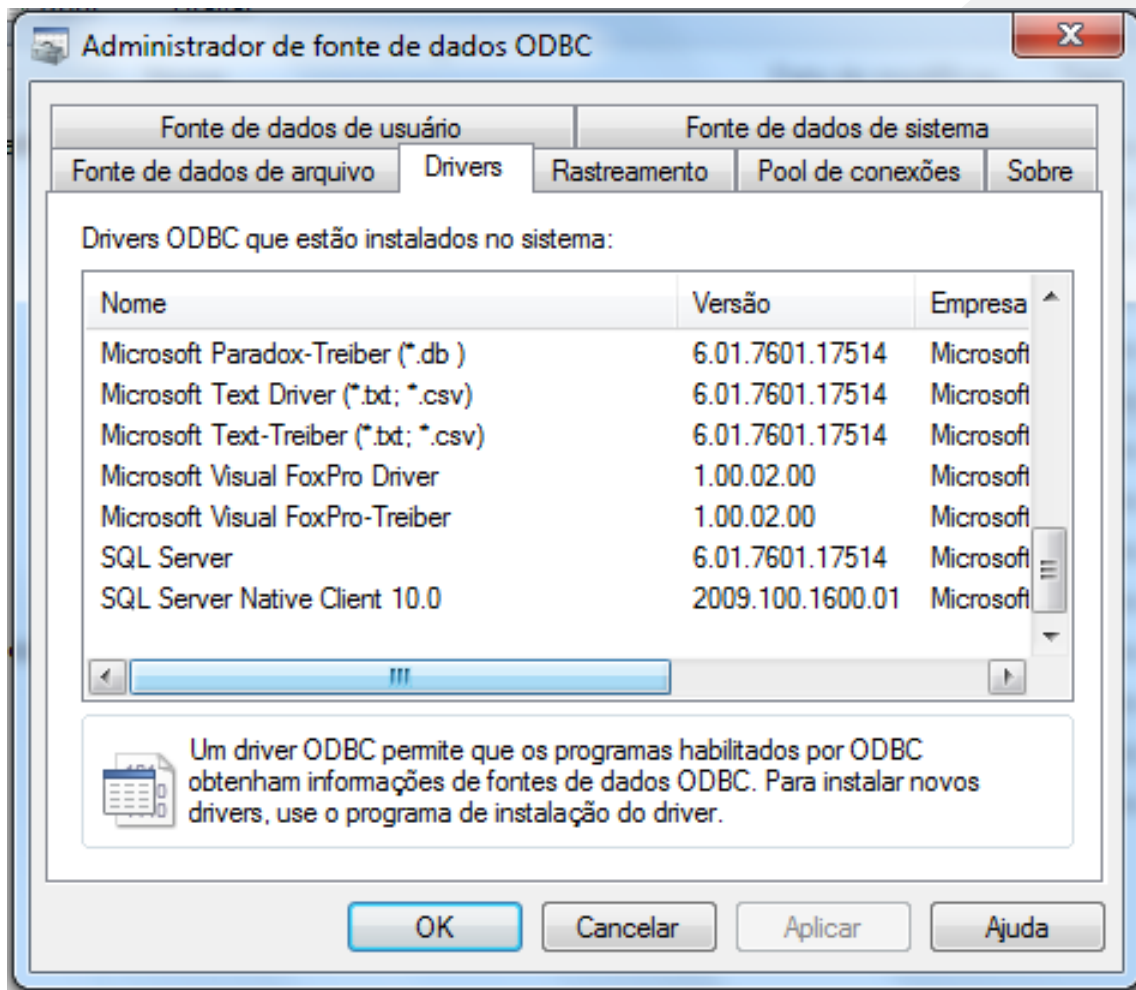 Administrador de fonte de dados ODBC
Fonte de dados de usuário Fonte de dados de sistema
Fonte de dados de arquivo Drivers Rastreamento Pool de conexões Sobre
Drivers ODBC que estão instalados no sistema:
Nome Versão Empresa
Microsoft Paradox-Treiber (*.db ) 6.01.7601.17514 Microsoft
Microsoft Text Driver (*.txt; *.csv) 6.01.7601.17514 Microsoft
Microsoft Text-Treiber (*.txt; *.csv) 6.01.7601.17514 Microsoft
Microsoft Visual FoxPro Driver 1.00.02.00 Microsoft
Microsoft Visual FoxPro-Treiber 1.00.02.00 Microsoft
SQL Server 6.01.7601.17514 Microsoft
SQL Server Native Client 10.0 2009.100.1600.01 Microsoft
Um driver ODBC permite que os programas habilitados por ODBC
obtenham informações de fontes de dados ODBC. Para instalar novos
drivers, use o programa de instalação do driver.
OK Cancelar Aplicar Ajuda